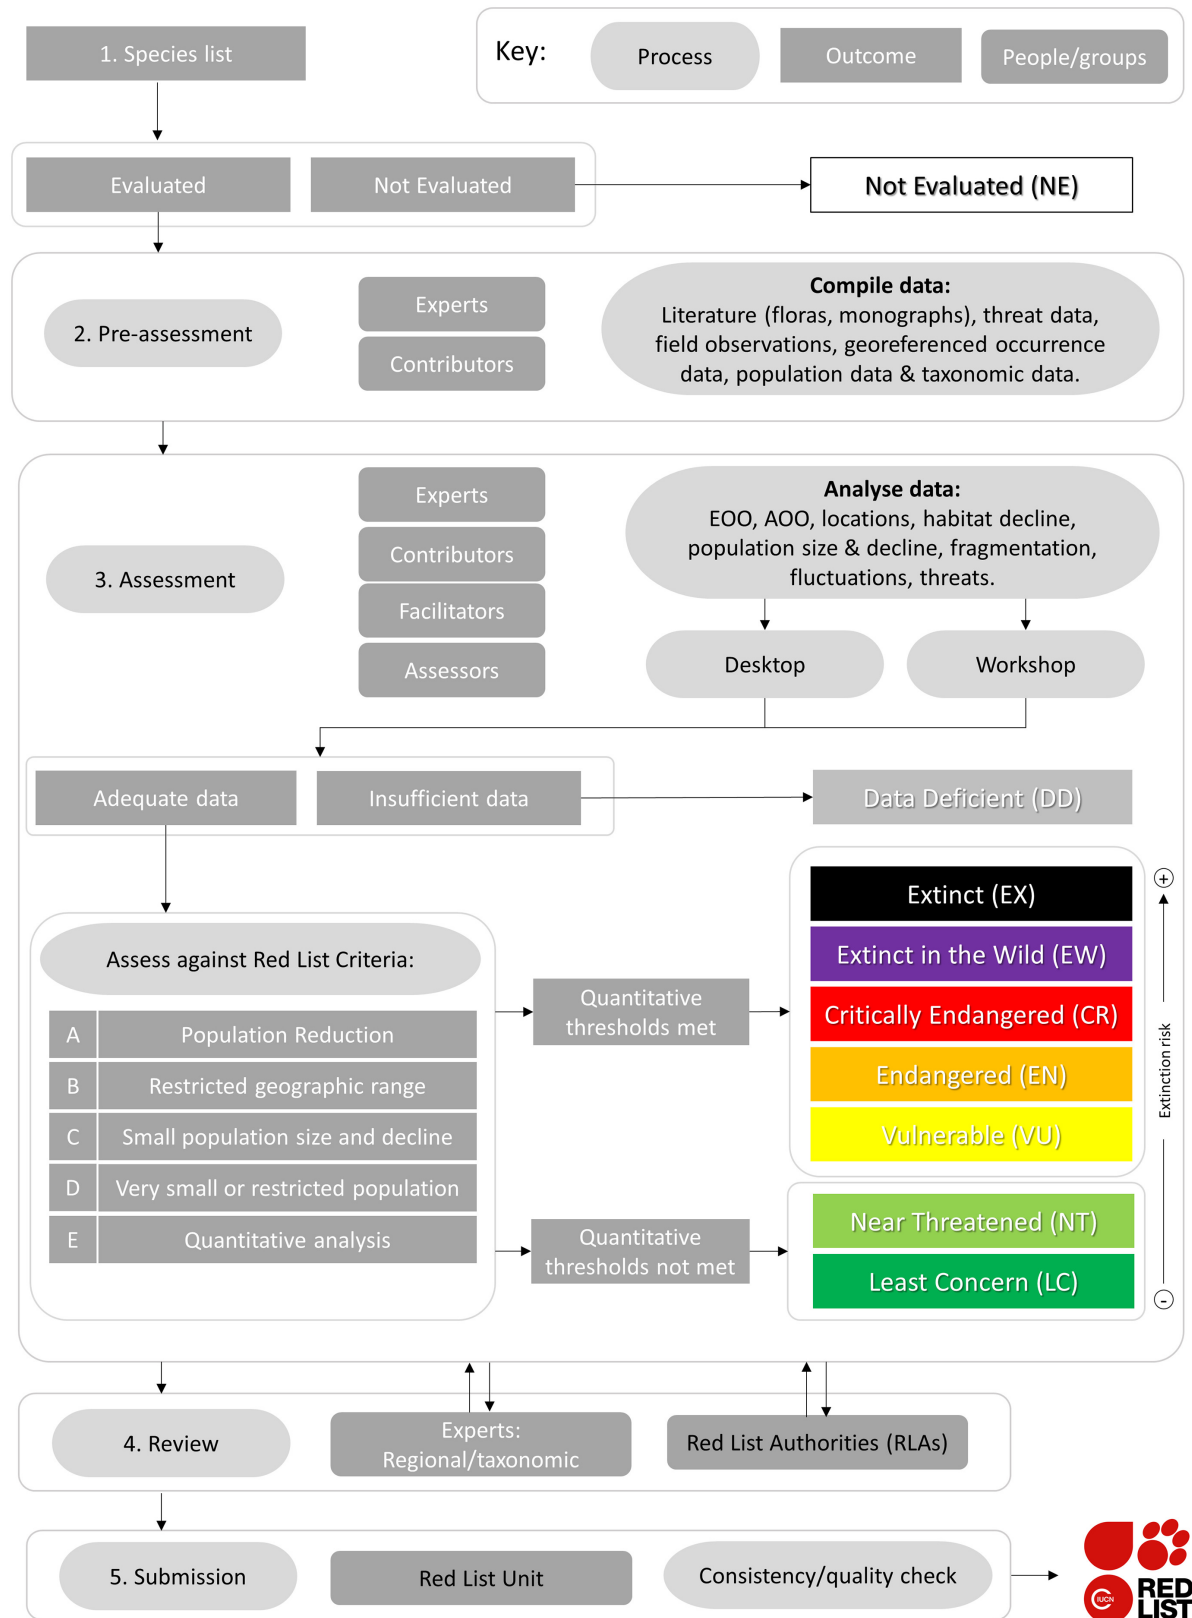 1. Species list
Key:
Process
Outcome
People/groups
Evaluated
Not Evaluated
Not Evaluated (NE)
2. Pre-assessment
Experts
Contributors
Compile data:
Literature (floras, monographs), threat data,
field observations, georeferenced occurrence
data, population data & taxonomic data.
3. Assessment
Experts
Contributors
Facilitators
Assessors
Analyse data:
EOO, AOO, locations, habitat decline,
population size & decline, fragmentation,
fluctuations, threats.
Desktop
Workshop
Adequate data
Insufficient data
Data Deficient (DD)
Assess against Red List Criteria:
A Population Reduction
B Restricted geographic range
C Small population size and decline
D Very small or restricted population
E Quantitative analysis
Quantitative
thresholds met
Quantitative
thresholds not met
Extinct (EX)
Extinct in the Wild (EW)
Critically Endangered (CR)
Endangered (EN)
Vulnerable (VU)
Near Threatened (NT)
Least Concern (LC)
+
Extinction risk
-
4. Review
Experts:
Regional/taxonomic
Red List Authorities (RLAs)
5. Submission
Red List Unit
Consistency/quality check
IUCN
RED
LIST